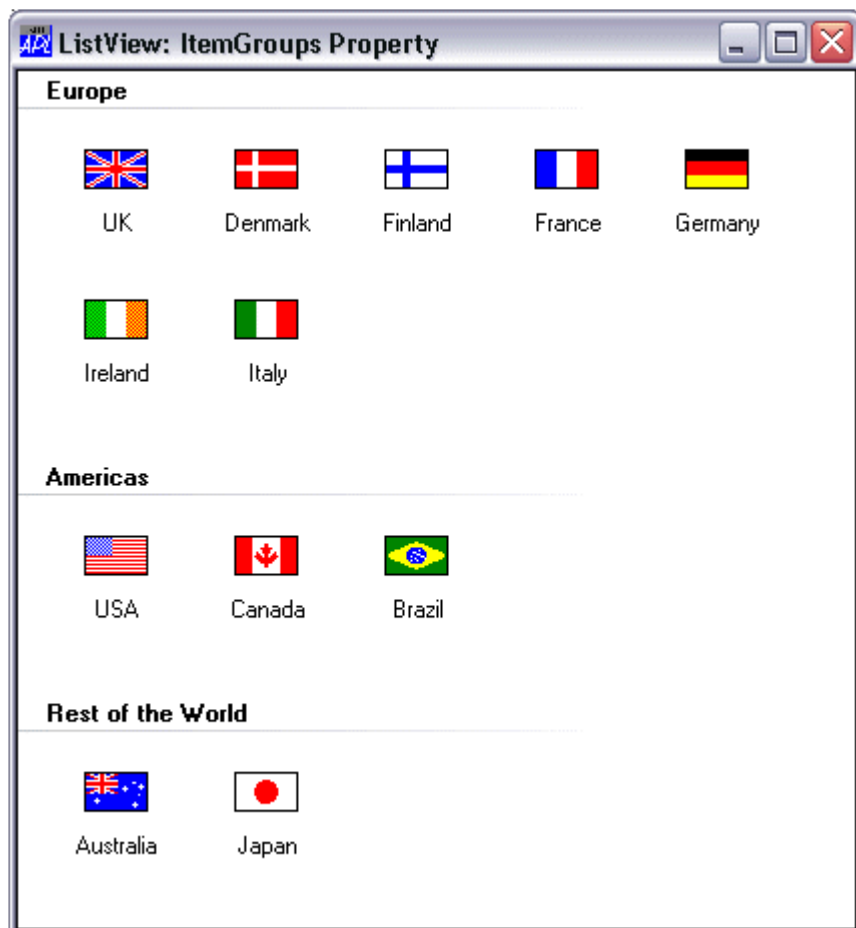 APL ListView: ItemGroups Property
Europe
UK Denmark Finland France Germany
Ireland Italy
Americas
USA Canada Brazil
Rest of the World
Australia Japan